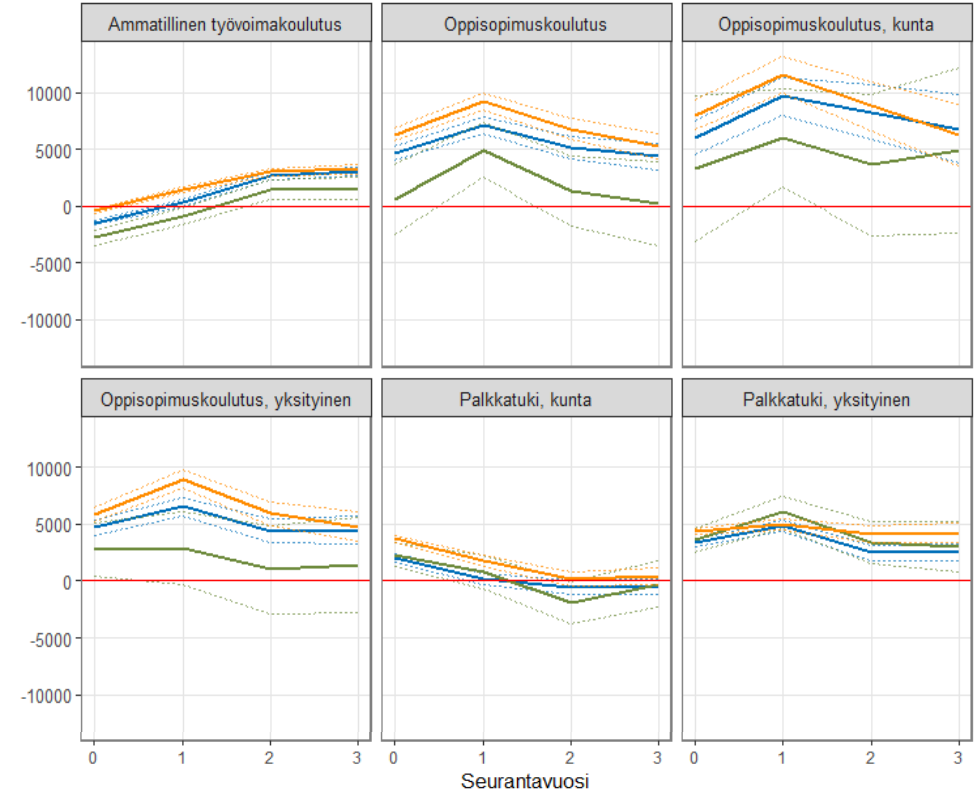 Ammatillinen työvoimakoulutus
Oppisopimuskoulutus
Oppisopimuskoulutus, kunta
10000
5000
0
-5000
-10000
Oppisopimuskoulutus, yksityinen
Palkkatuki, kunta
Palkkatuki, yksityinen
10000
5000
0
-5000
-10000
0 1 2 3 0 1 2 3 0 1 2 3
Seurantavuosi